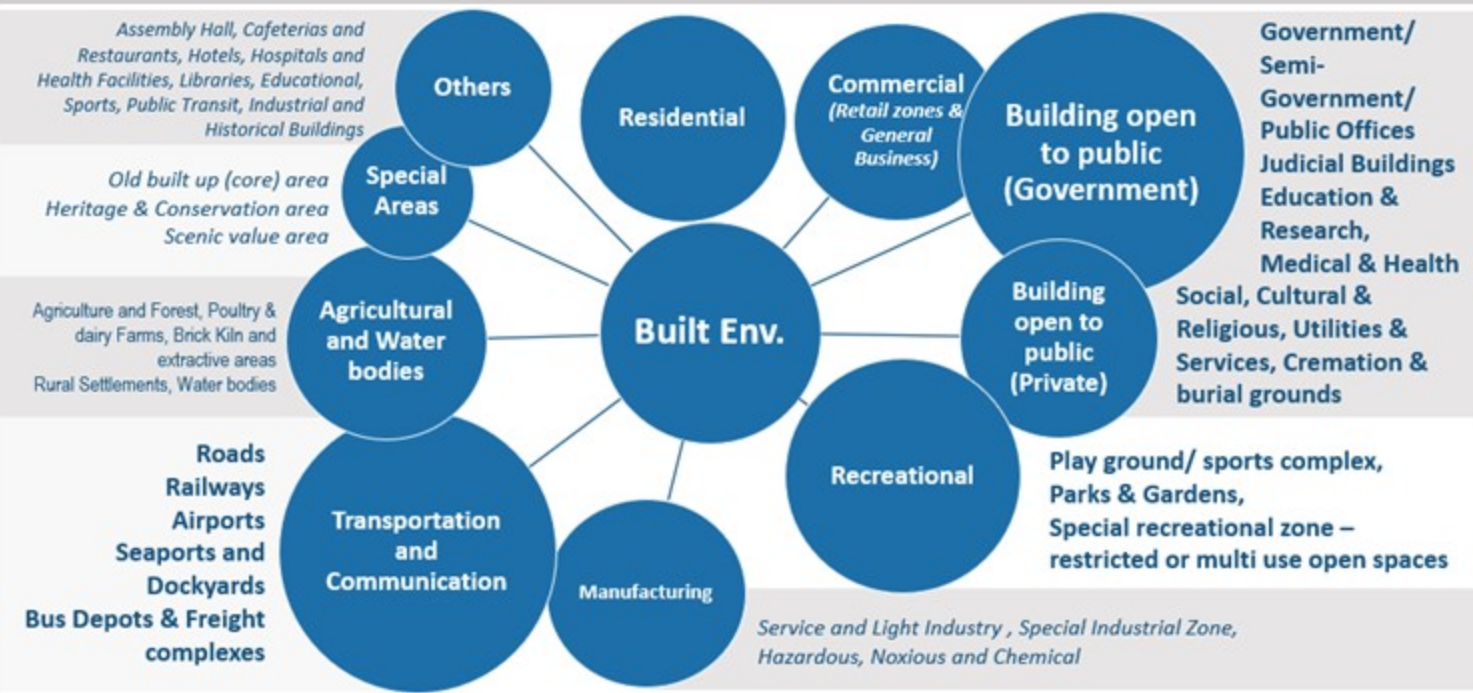 Assembly Hall, Cafeterias and
Restaurants, Hotels, Hospitals and
Health Facilities, Libraries, Educational,
Sports, Public Transit, Industrial and
Historical Buildings
Others
Residential
Commercial
(Retail zones &
General
Business)
Building open
to public
(Government)
Government/
Semi-
Government/
Public Offices
Judicial Buildings
Education &
Research,
Medical & Health
Old built up (core) area
Heritage & Conservation area
Scenic value area
Special
Areas
Built Env.
Building
open to
public
(Private)
Social, Cultural &
Religious, Utilities &
Services, Cremation &
burial grounds
Agriculture and Forest, Poultry &
dairy Farms, Brick Kiln and
extractive areas
Rural Settlements, Water bodies
Agricultural
and Water
bodies
Recreational
Play ground/ sports complex,
Parks & Gardens,
Special recreational zone –
restricted or multi use open spaces
Roads
Railways
Airports
Seaports and
Dockyards
Bus Depots & Freight
complexes
Transportation
and
Communication
Manufacturing
Service and Light Industry , Special Industrial Zone,
Hazardous, Noxious and Chemical